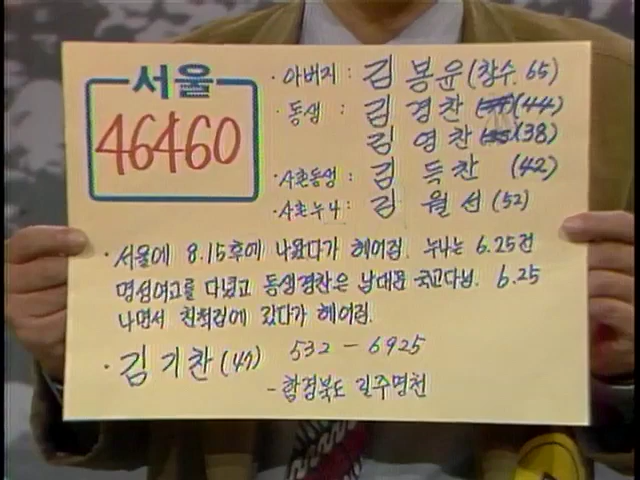 서울
46460
· 아버지 : 김 봉윤 (창수. 65)
· 동생 : 김 경찬 (44)
김 영찬 (38)
· 사촌동생 : 김 득찬 (42)
· 사촌누나 : 김 월선 (52)
· 서울에 8.15후에 나왔다가 헤어짐. 누나는 6.25전
명성여고를 다녔고 동생경찬은 남대문 국교다님. 6.25
나면서 친척집에 갔다가 헤어짐.
· 김기찬 (47) 532 - 6925
- 함경북도 길주명천